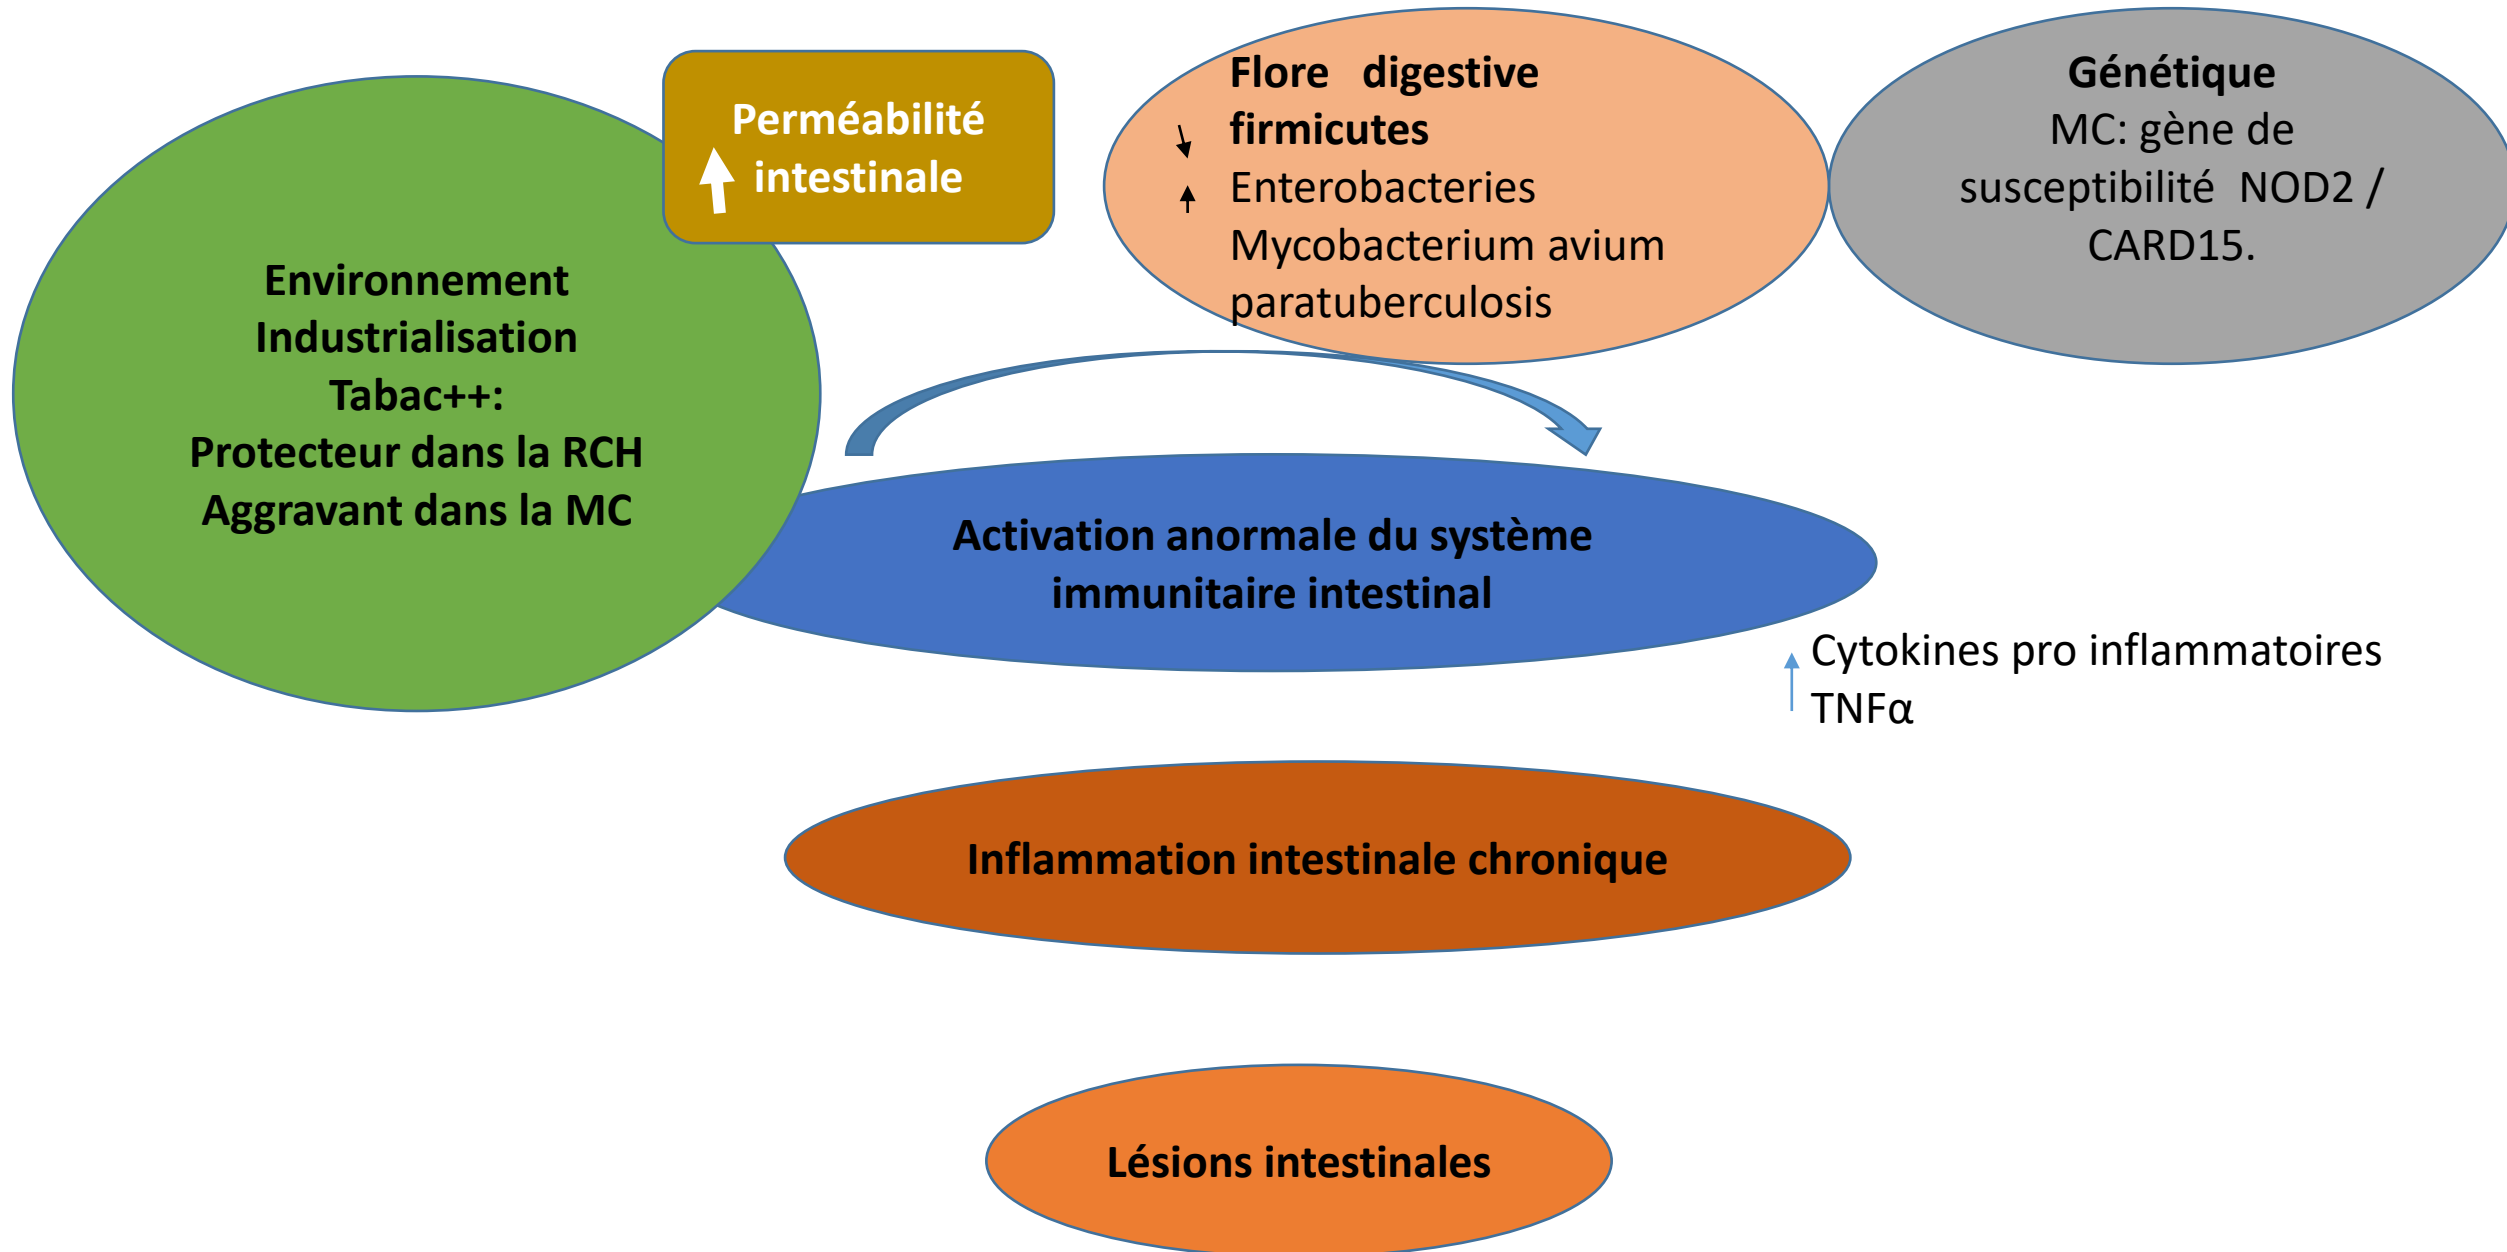 Perméabilité
intestinale
Flore digestive
firmicutes
Enterobacteries
Mycobacterium avium
paratuberculosis
Génétique
MC: gène de
susceptibilité NOD2 /
CARD15.
Environnement
Industrialisation
Tabac++:
Protecteur dans la RCH
Aggravant dans la MC
Activation anormale du système
immunitaire intestinal
Cytokines pro inflammatoires
TNFα
Inflammation intestinale chronique
Lésions intestinales